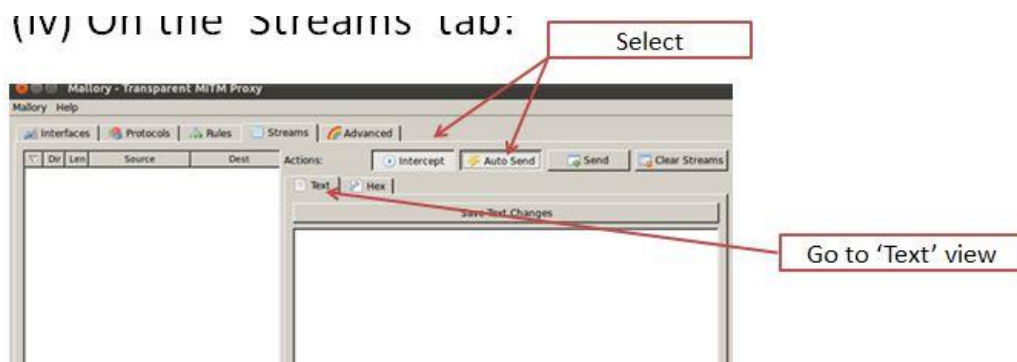 (iv) On the 'Streams' tab:
Select
Mallory - Transparent MiTM Proxy
Mallory Help
Interfaces Protocols Rules Streams Advanced
Dir Len Source Dest Actions: Intercept Auto Send Send Clear Streams
Text Hex
Save Text Changes
Go to ‘Text’ view